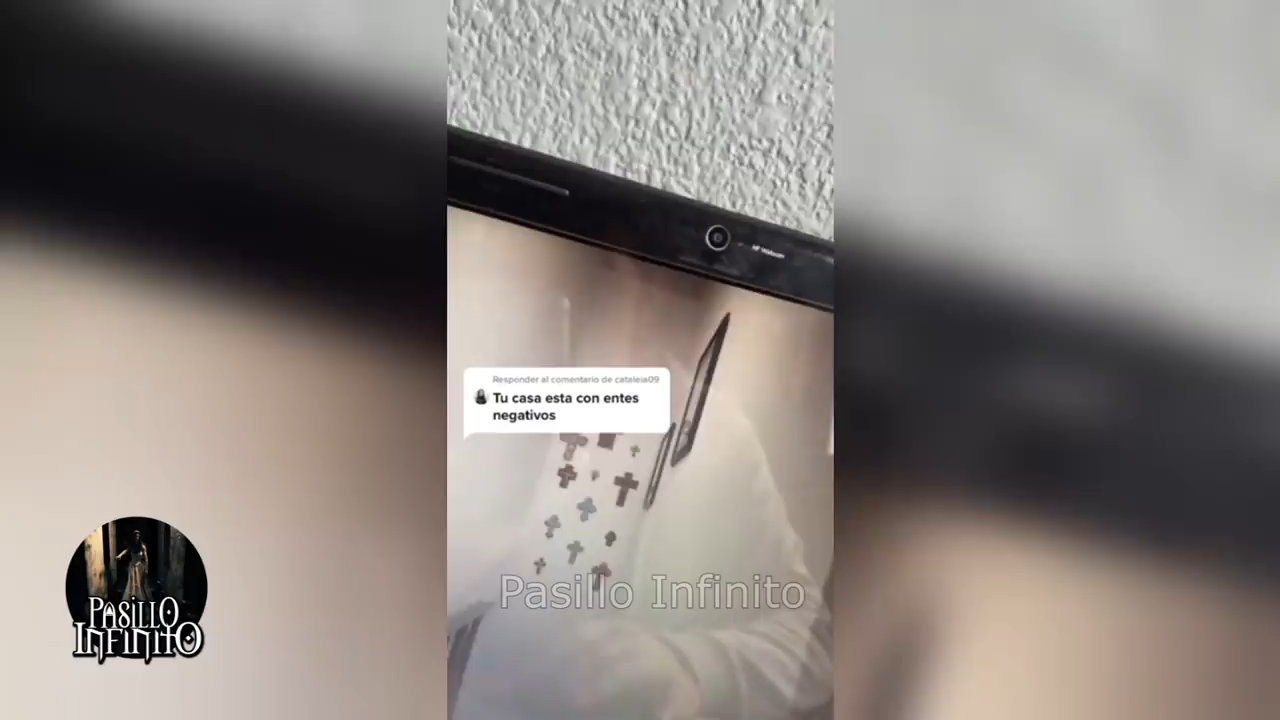 Responder al comentario de cataleia09
Tu casa esta con entes
negativos
Pasillo Infinito
PASILLO
INFINITO